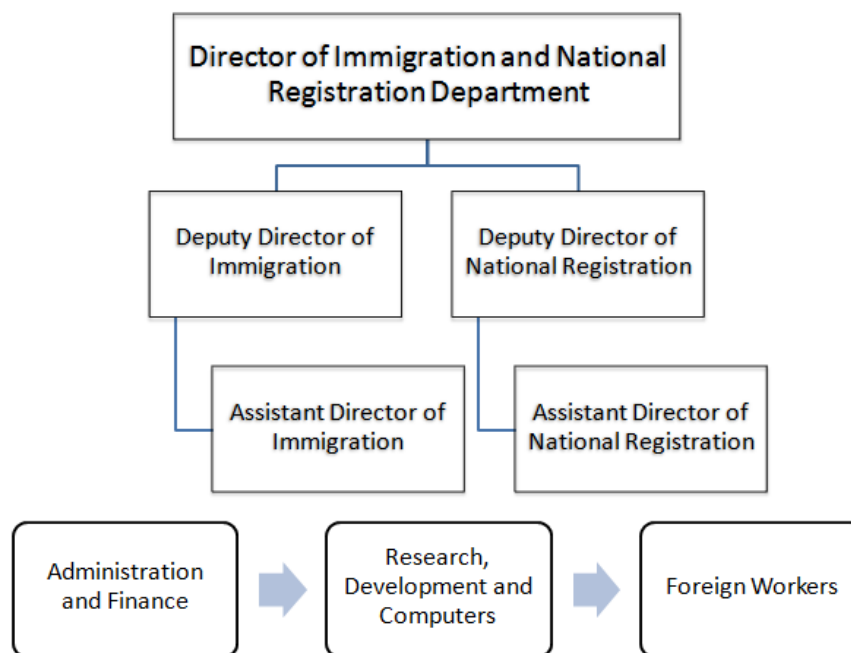 Director of Immigration and National
Registration Department
Deputy Director of
Immigration
Deputy Director of
National Registration
Assistant Director of
Immigration
Assistant Director of
National Registration
Administration
and Finance
Research,
Development and
Computers
Foreign Workers